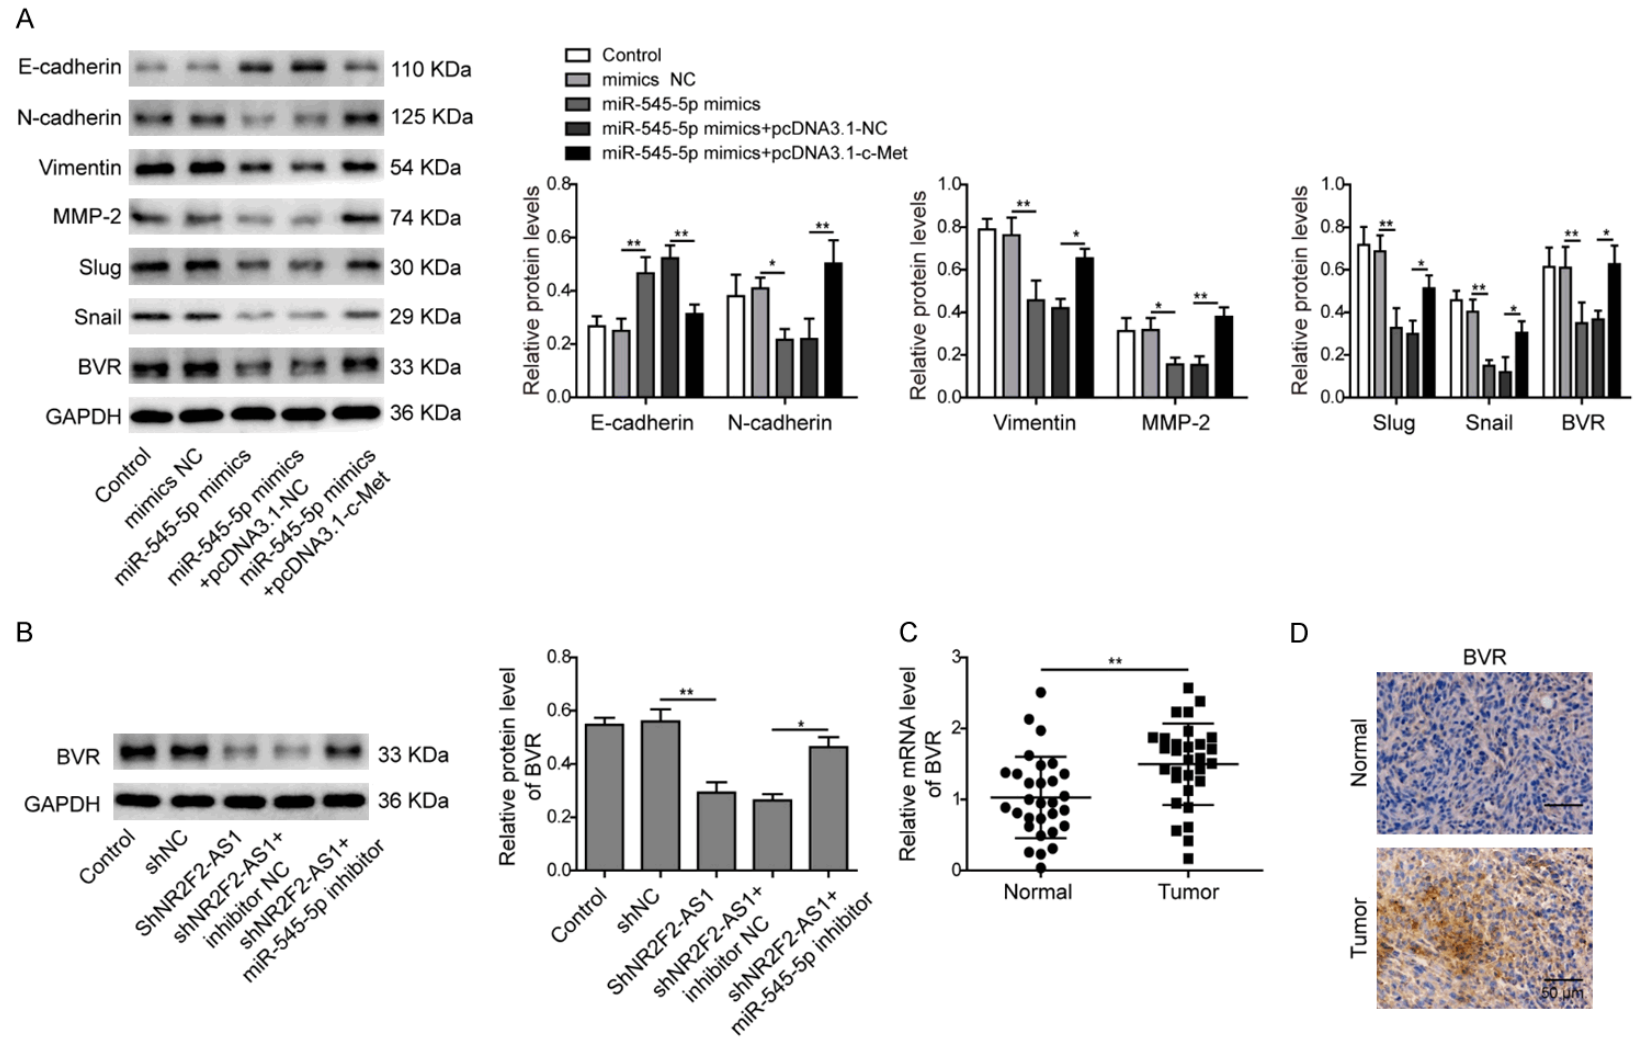 A
E-cadherin 110 KDa
N-cadherin 125 KDa
Vimentin 54 KDa
MMP-2 74 KDa
Slug 30 KDa
Snail 29 KDa
BVR 33 KDa
GAPDH 36 KDa
Control
mimics NC
miR-545-5p mimics
miR-545-5p mimics
+pcDNA3.1-NC
miR-545-5p mimics
+pcDNA3.1-c-Met
Control
mimics NC
miR-545-5p mimics
miR-545-5p mimics+pcDNA3.1-NC
miR-545-5p mimics+pcDNA3.1-c-Met
Relative protein levels
0.8
0.6
0.4
0.2
0.0
** ** * **
E-cadherin N-cadherin
Relative protein levels
1.0
0.8
0.6
0.4
0.2
0.0
** * * **
Vimentin MMP-2
Relative protein levels
1.0
0.8
0.6
0.4
0.2
0.0
** * ** * ** *
Slug Snail BVR
B
BVR 33 KDa
GAPDH 36 KDa
Control
shNC
ShNR2F2-AS1
shNR2F2-AS1+
inhibitor NC
shNR2F2-AS1+
miR-545-5p inhibitor
Relative protein level
of BVR
0.8
0.6
0.4
0.2
0.0
** *
Control
shNC
ShNR2F2-AS1
shNR2F2-AS1+
inhibitor NC
shNR2F2-AS1+
miR-545-5p inhibitor
C
Relative mRNA level
of BVR
3
2
1
0
**
Normal Tumor
D
BVR
Normal
Tumor
50 μm